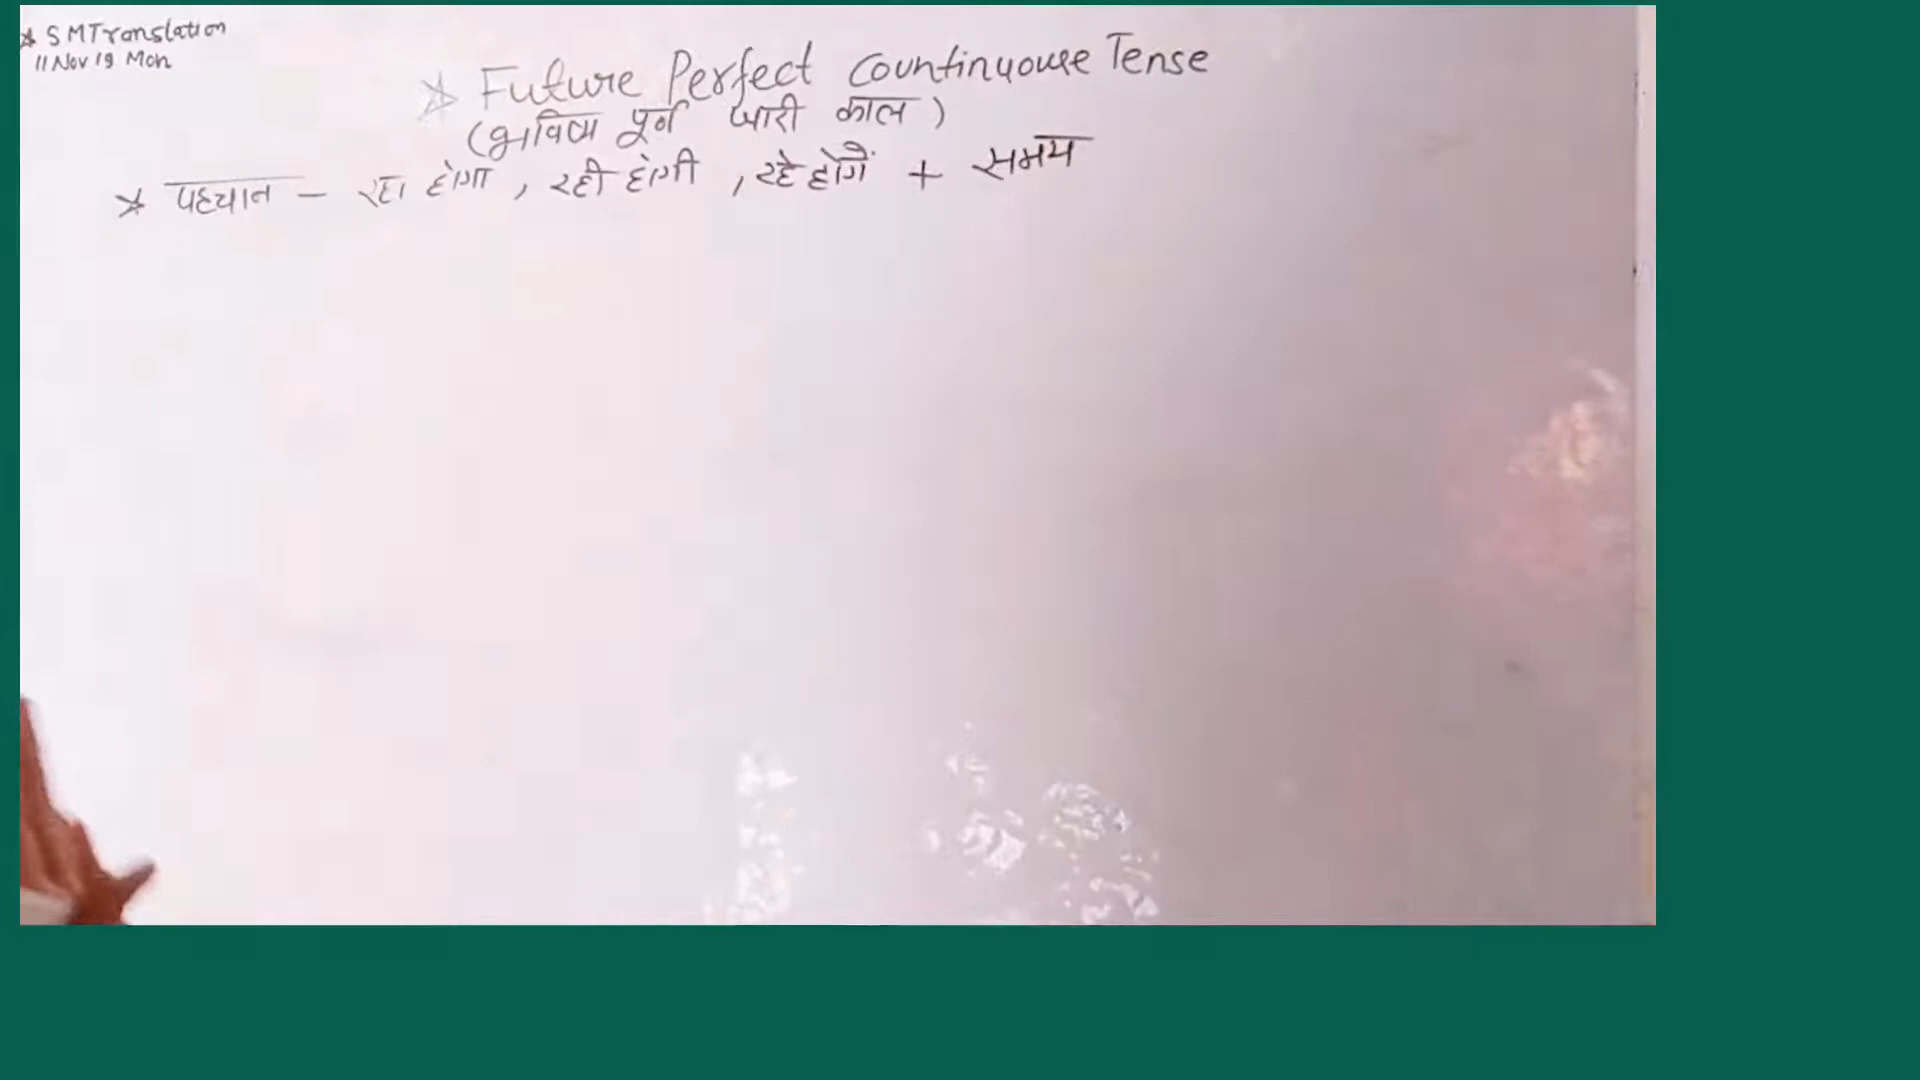 * SMTranslation
11 Nov 19 Mon
* Future Perfect Countinuouse Tense
(भविष्य पूर्ण जारी काल)
* पहचान - रहा होगा, रही होगी, रहे होगें + समय